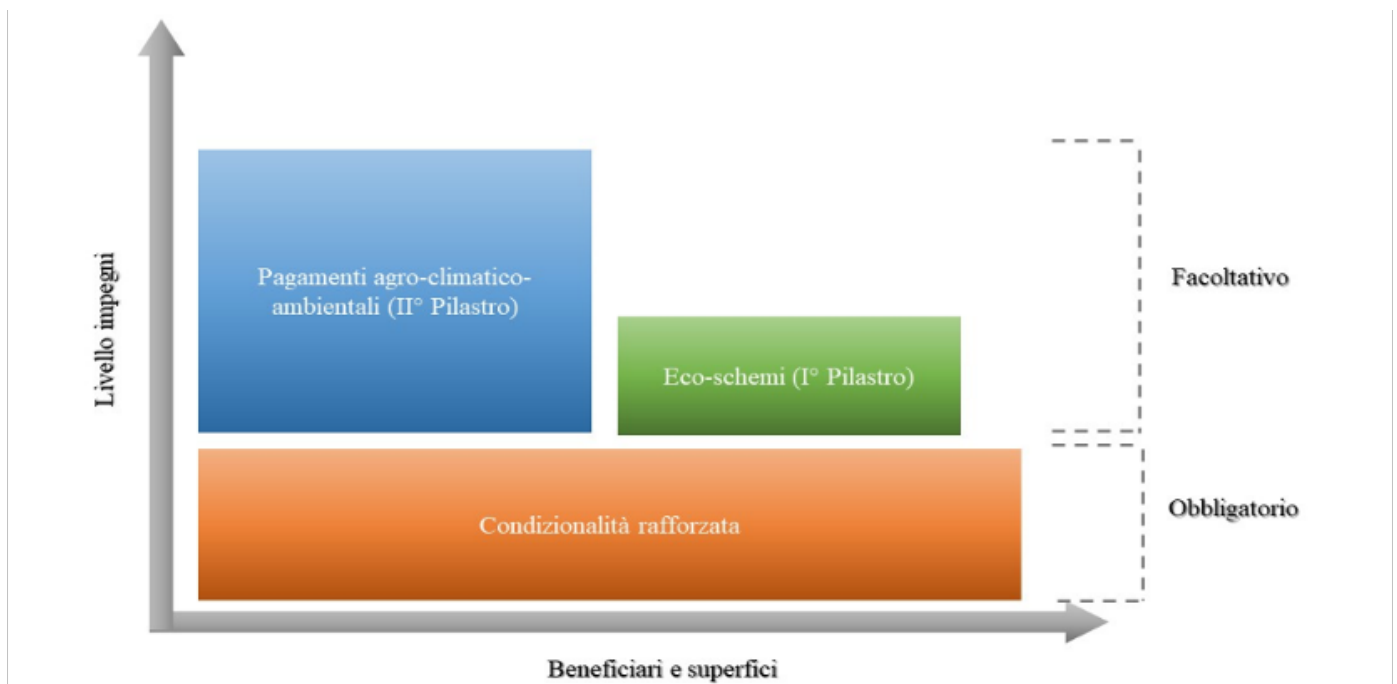 Livello impegni
Pagamenti agro-climatico-
ambientali (II° Pilastro)
Eco-schemi (I° Pilastro)
Facoltativo
Condizionalità rafforzata
Obbligatorio
Beneficiari e superfici